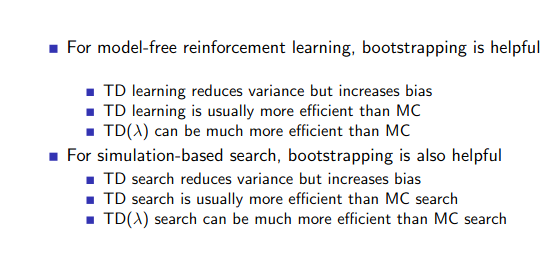 For model-free reinforcement learning, bootstrapping is helpful
TD learning reduces variance but increases bias
TD learning is usually more efficient than MC
TD(λ) can be much more efficient than MC
For simulation-based search, bootstrapping is also helpful
TD search reduces variance but increases bias
TD search is usually more efficient than MC search
TD(λ) search can be much more efficient than MC search